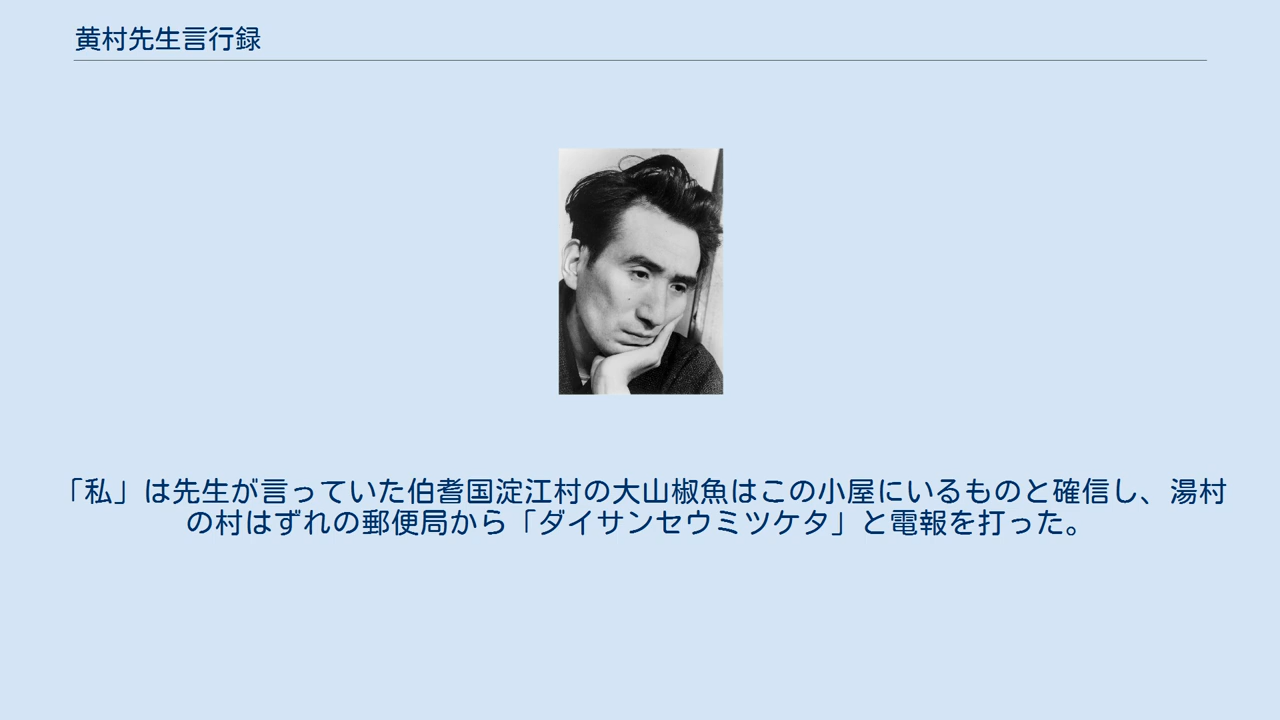 黄村先生言行録
「私」は先生が言っていた伯耆国淀江村の大山椒魚はこの小屋にいるものと確信し、湯村
の村はずれの郵便局から「ダイサンセウミツケタ」と電報を打った。